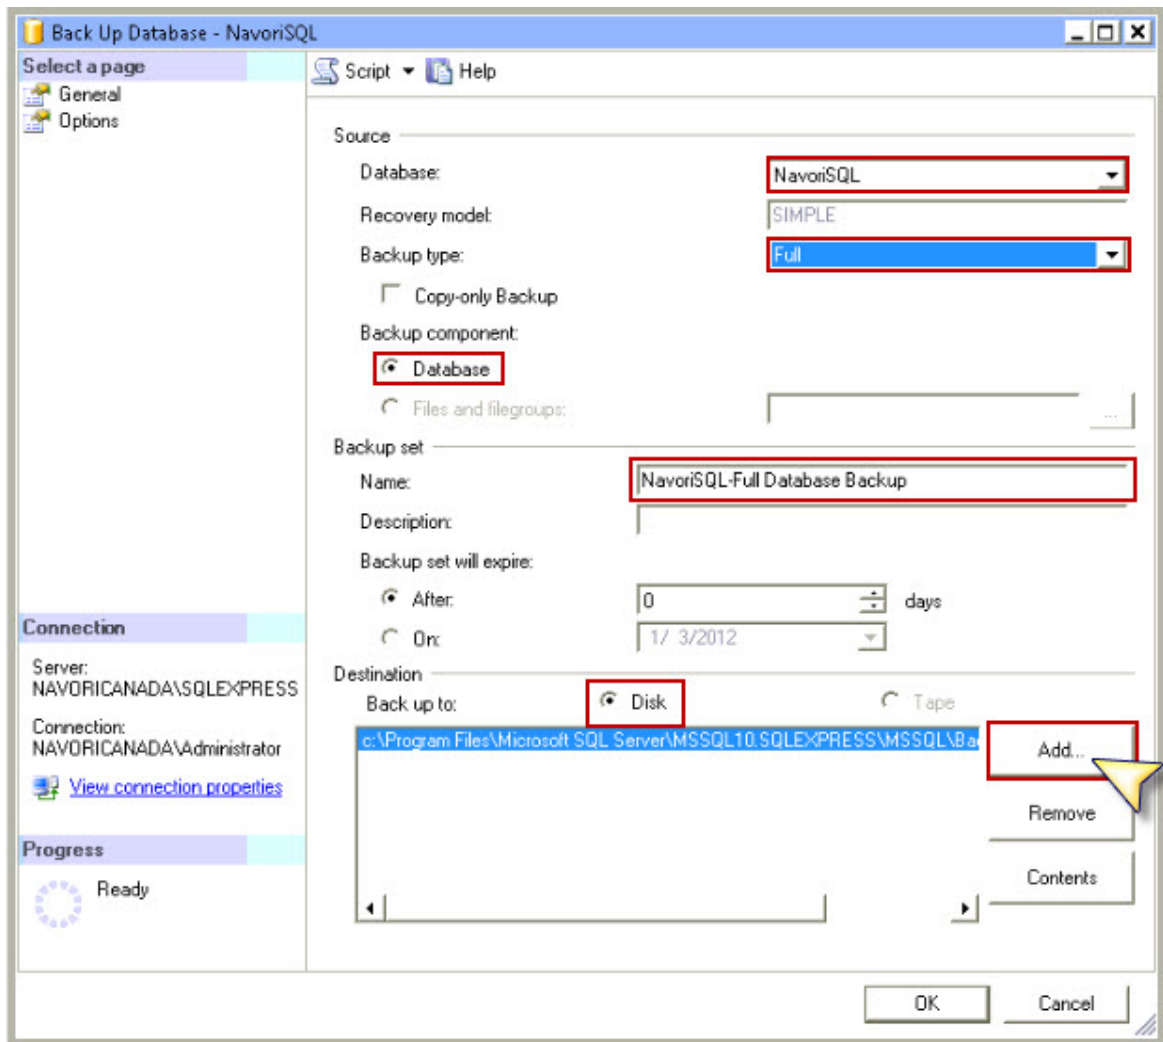 Back Up Database - NavoriSQL
Select a page
General
Options
Script Help
Source
Database: NavoriSQL
Recovery model: SIMPLE
Backup type: Full
Copy-only Backup
Backup component:
Database
Files and filegroups: ...
Backup set
Name: NavoriSQL-Full Database Backup
Description:
Backup set will expire:
After: 0 days
On: 1/ 3/2012
Destination
Back up to: Disk Tape
c:\Program Files\Microsoft SQL Server\MSSQL10.SQLEXPRESS\MSSQL\Ba
Add...
Remove
Contents
Connection
Server:
NAVORICANADA\SQLEXPRESS
Connection:
NAVORICANADA\Administrator
View connection properties
Progress
Ready
OK Cancel